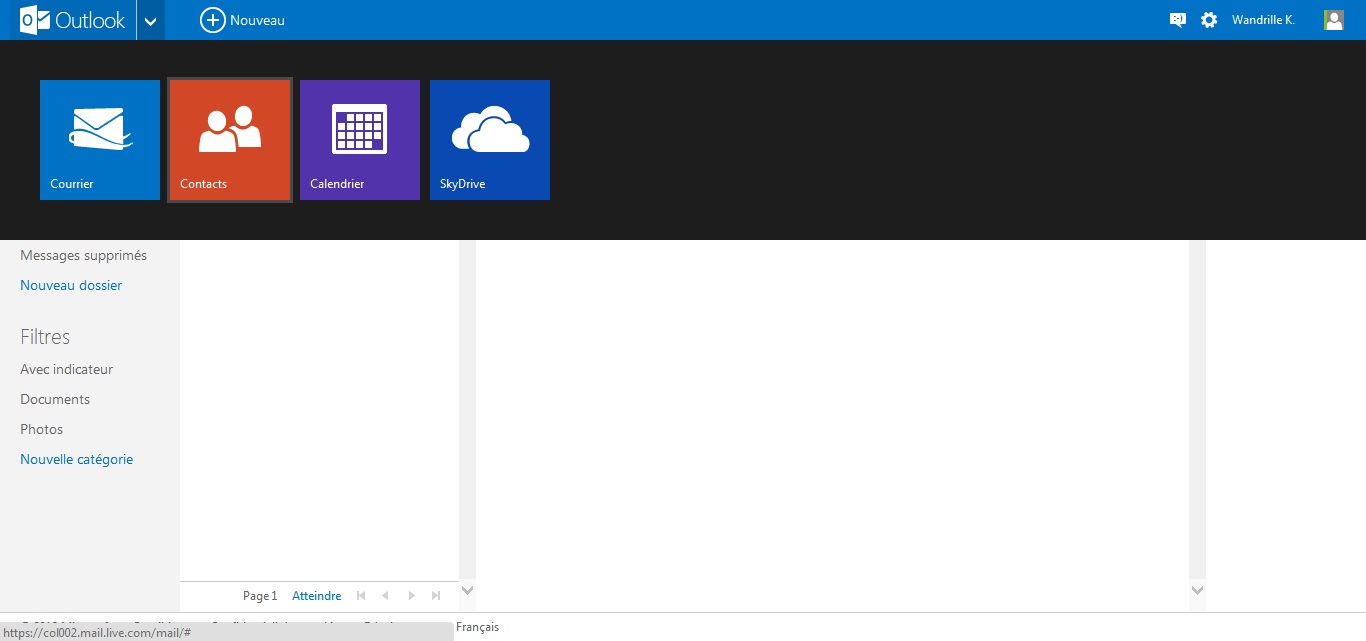 Outlook
Nouveau
Wandrille K.
Courrier
Contacts
Calendrier
SkyDrive
Messages supprimés
Nouveau dossier
Filtres
Avec indicateur
Documents
Photos
Nouvelle catégorie
Page 1 Atteindre
Français
https://col002.mail.live.com/mail/#